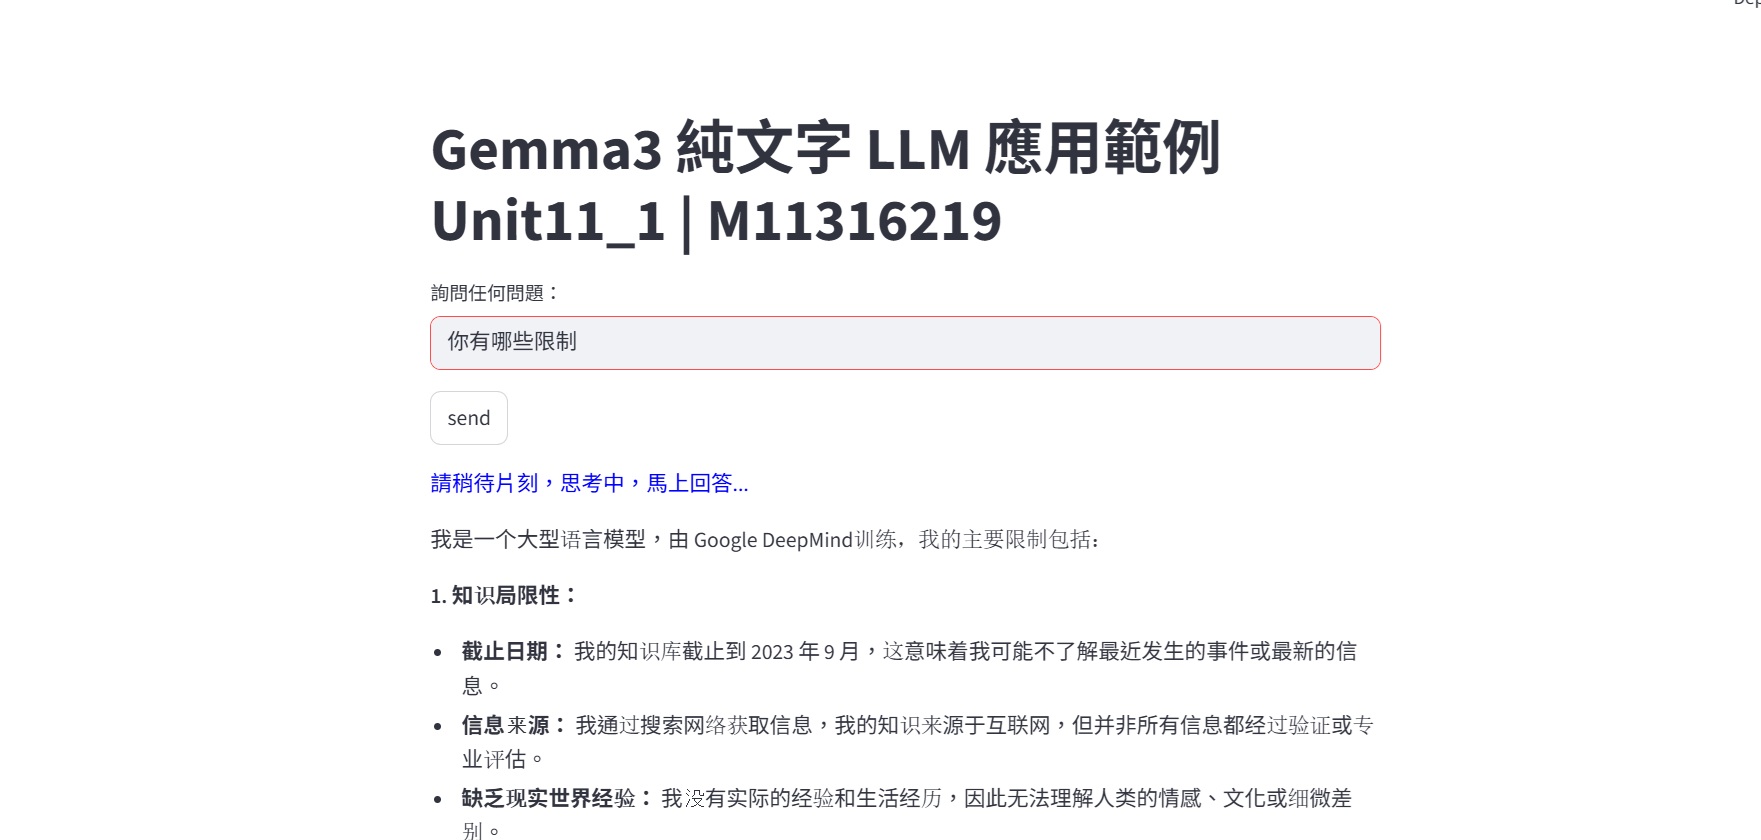 Gemma3 純文字 LLM 應用範例
Unit11_1 | M11316219
詢問任何問題：
你有哪些限制
send
請稍待片刻，思考中，馬上回答...
我是一个大型语言模型，由 Google DeepMind训练，我的主要限制包括：
1. 知识局限性：
截止日期： 我的知识库截止到 2023 年 9 月，这意味着我可能不了解最近发生的事件或最新的信
息。
信息来源： 我通过搜索网络获取信息，我的知识来源于互联网，但并非所有信息都经过验证或专
业评估。
缺乏现实世界经验： 我没有实际的经验和生活经历，因此无法理解人类的情感、文化或细微差
别。